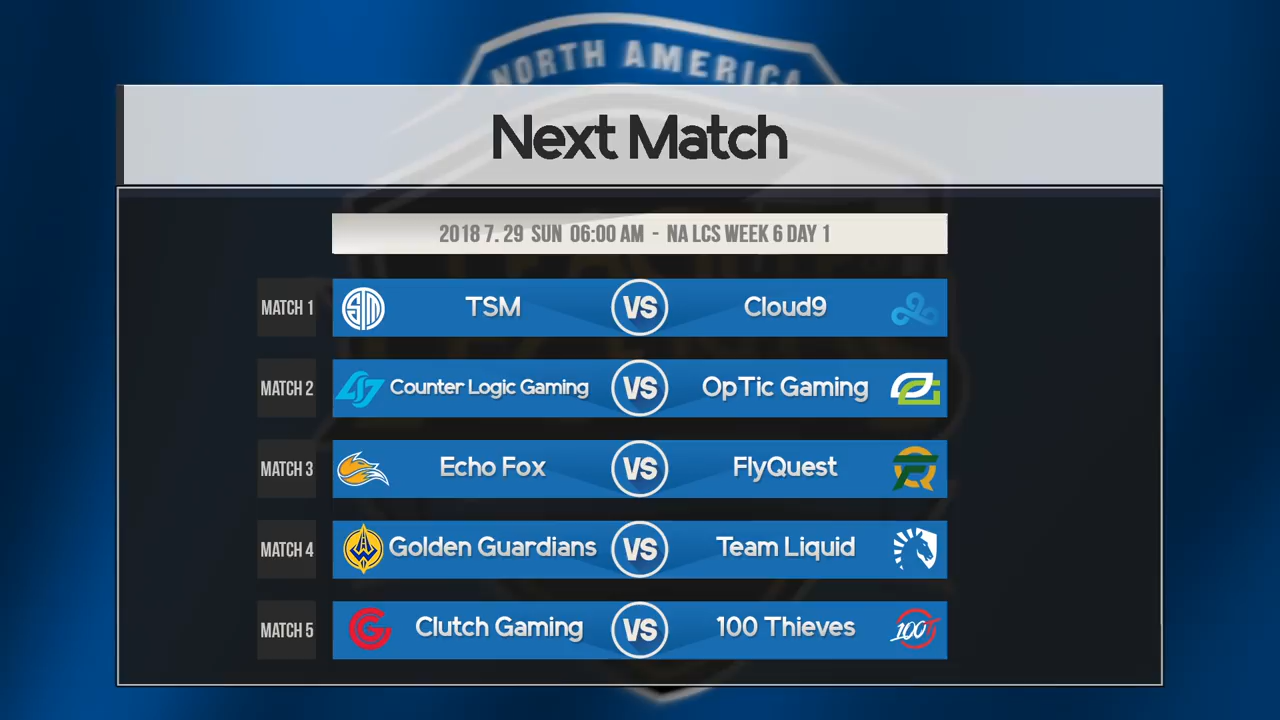 NORTH AMERICA
Next Match
2018 7. 29 SUN 06:00 AM - NA LCS WEEK 6 DAY 1
MATCH 1 TSM VS Cloud9
MATCH 2 Counter Logic Gaming VS OpTic Gaming
MATCH 3 Echo Fox VS FlyQuest
MATCH 4 Golden Guardians VS Team Liquid
MATCH 5 Clutch Gaming VS 100 Thieves 100T